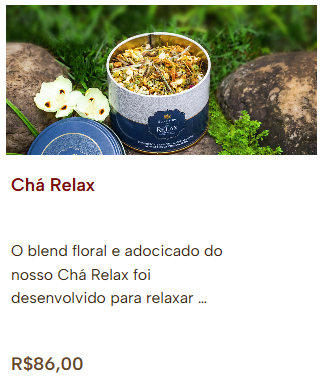 RELAX
Chá Relax
O blend floral e adocicado do
nosso Chá Relax foi
desenvolvido para relaxar ...
R$86,00